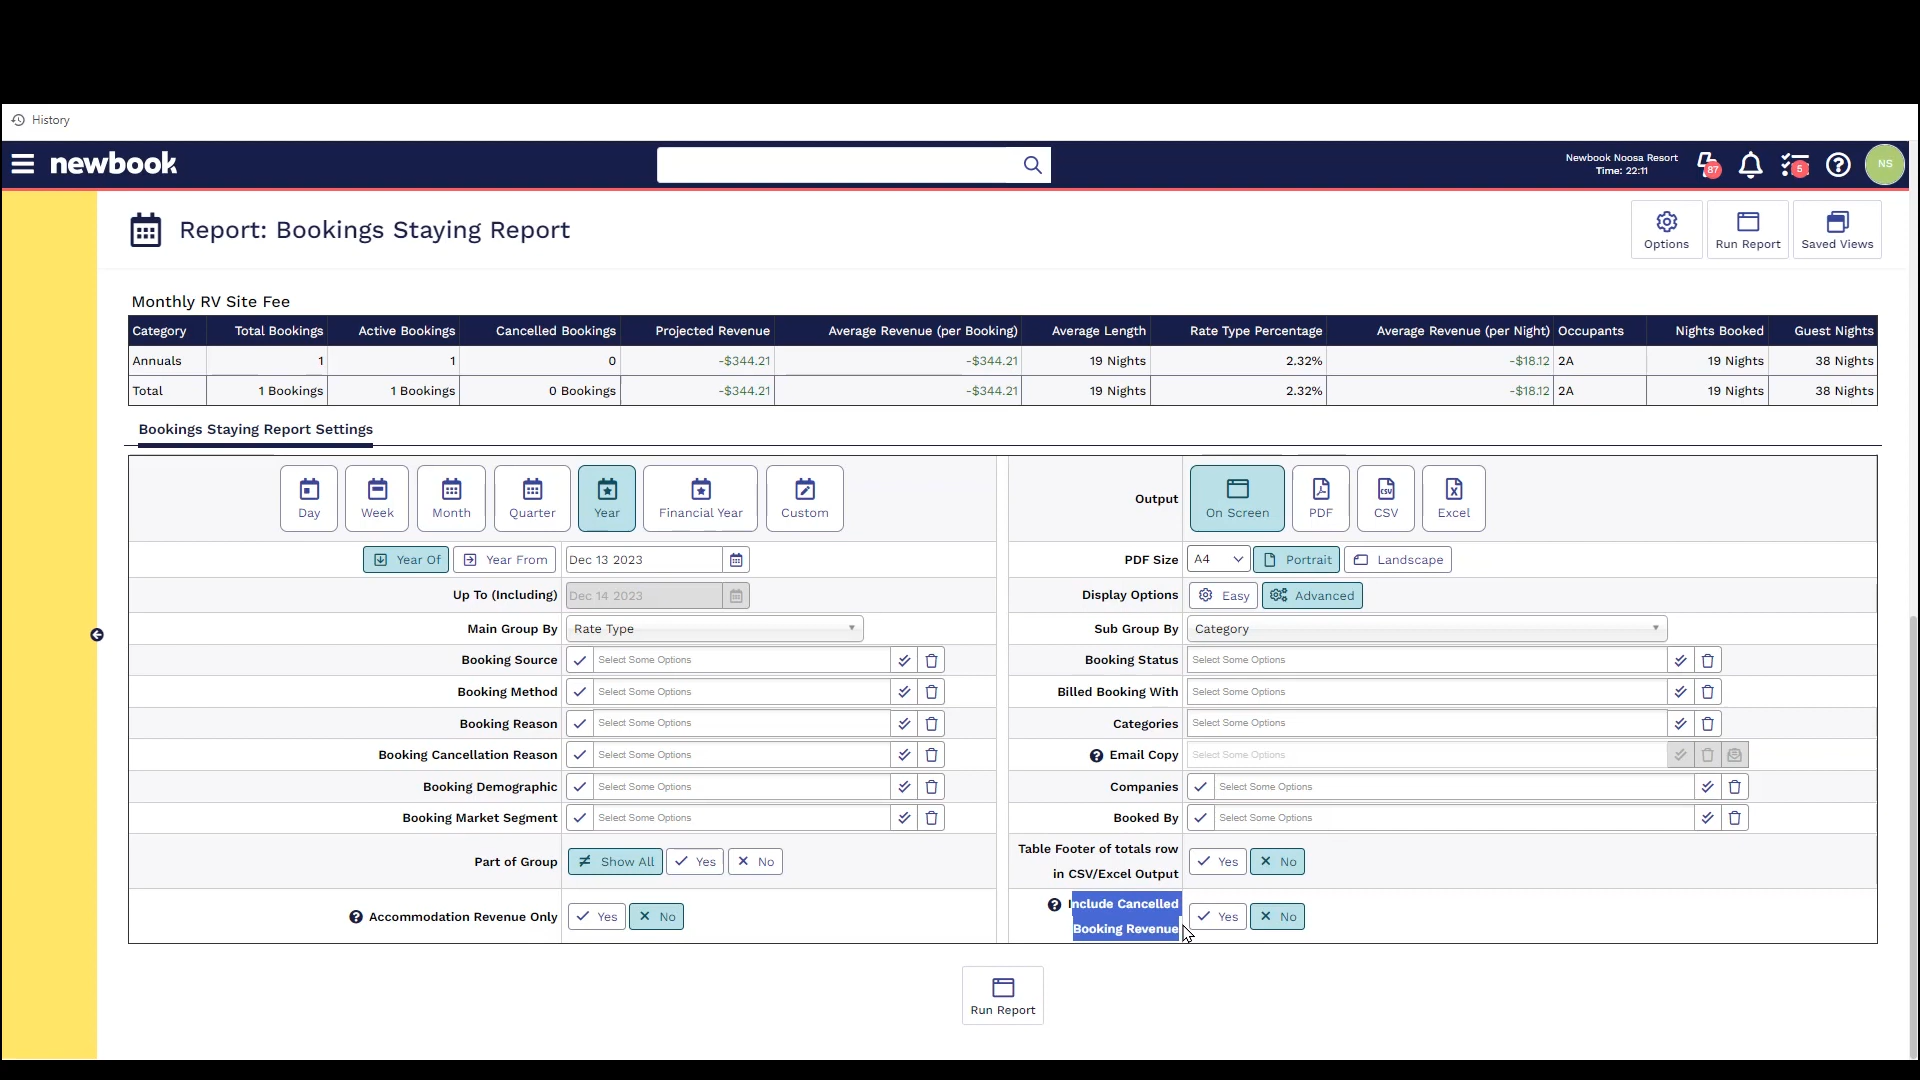 History
newbook
Newbook Noosa Resort
Time: 22:11
87
5
NS
Report: Bookings Staying Report
Options
Run Report
Saved Views
Monthly RV Site Fee
Category Total Bookings Active Bookings Cancelled Bookings Projected Revenue Average Revenue (per Booking) Average Length Rate Type Percentage Average Revenue (per Night) Occupants Nights Booked Guest Nights
Annuals 1 1 0 -$344.21 -$344.21 19 Nights 2.32% -$18.12 2A 19 Nights 38 Nights
Total 1 Bookings 1 Bookings 0 Bookings -$344.21 -$344.21 19 Nights 2.32% -$18.12 2A 19 Nights 38 Nights
Bookings Staying Report Settings
Day Week Month Quarter Year Financial Year Custom
Output On Screen PDF CSV Excel
Year Of Year From Dec 13 2023
PDF Size A4 Portrait Landscape
Up To (Including) Dec 14 2023
Display Options Easy Advanced
Main Group By Rate Type
Sub Group By Category
Booking Source Select Some Options
Booking Status Select Some Options
Booking Method Select Some Options
Billed Booking With Select Some Options
Booking Reason Select Some Options
Categories Select Some Options
Booking Cancellation Reason Select Some Options
Email Copy Select Some Options
Booking Demographic Select Some Options
Companies Select Some Options
Booking Market Segment Select Some Options
Booked By Select Some Options
Part of Group Show All Yes No
Table Footer of totals row
in CSV/Excel Output Yes No
Accommodation Revenue Only Yes No
Include Cancelled
Booking Revenue Yes No
Run Report